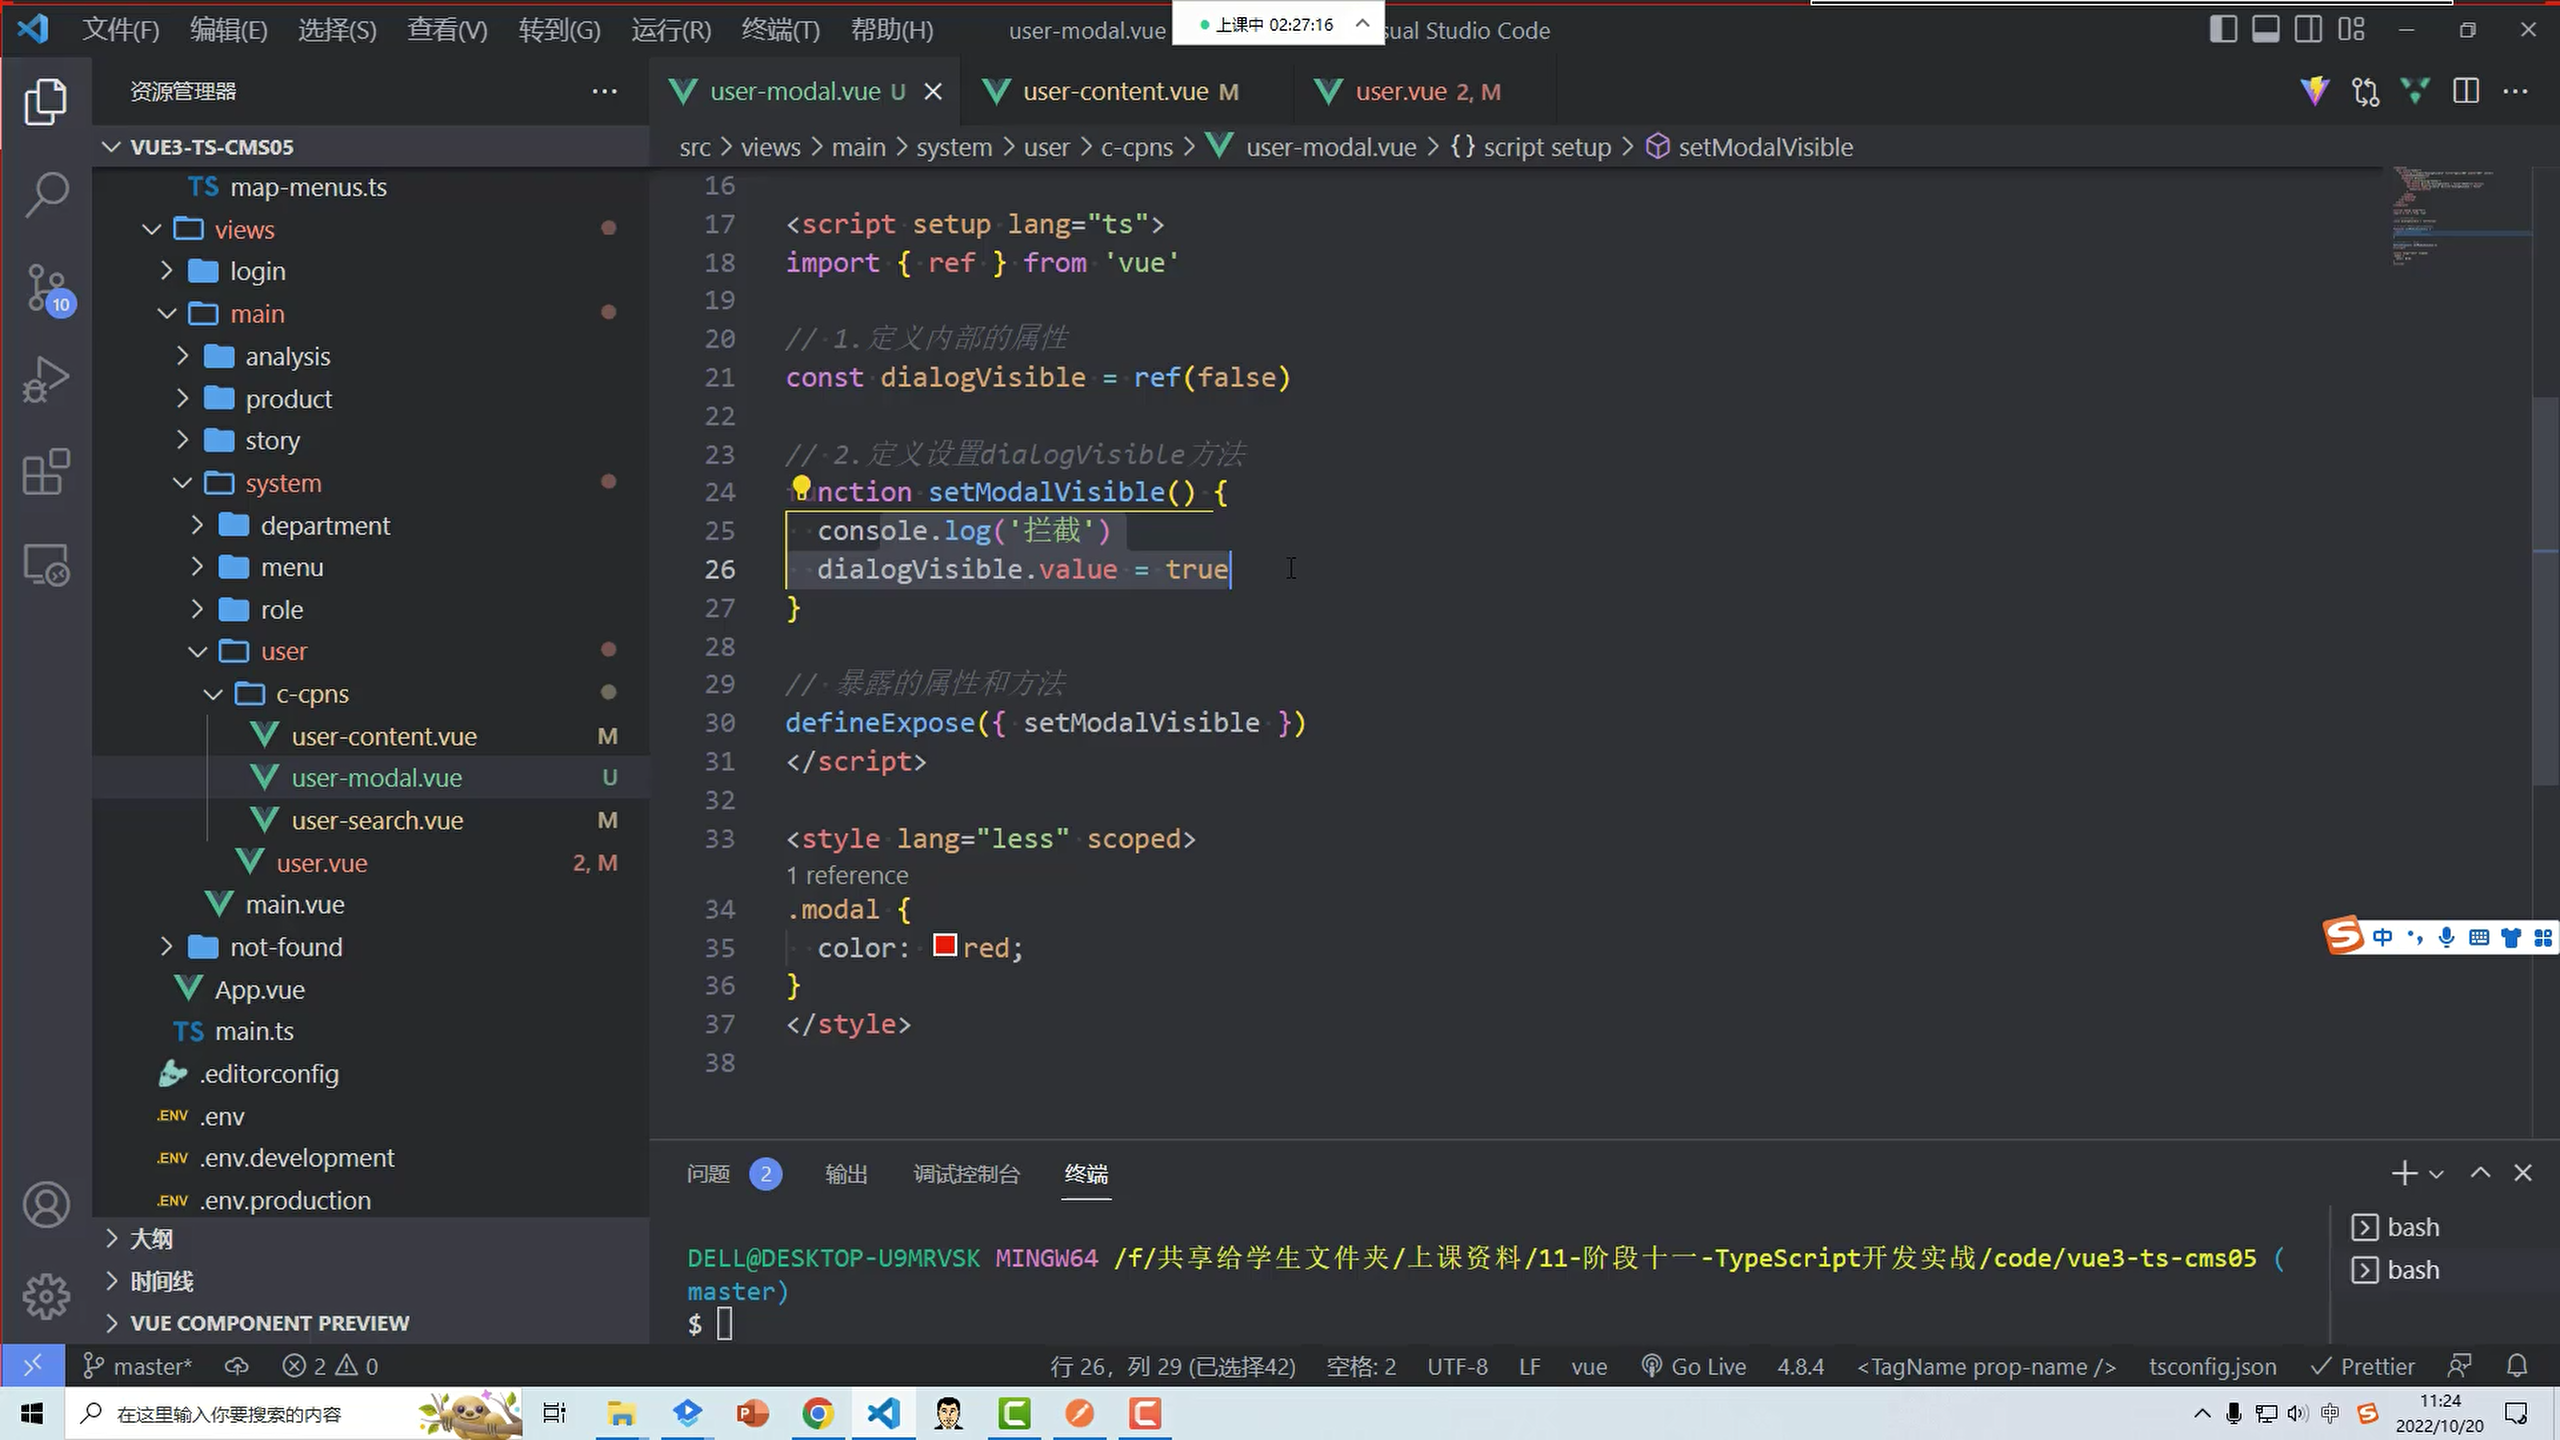 文件(F) 编辑(E) 选择(S) 查看(V) 转到(G) 运行(R) 终端(T) 帮助(H)
user-modal.vue
上课中 02:27:16
sual Studio Code
资源管理器
VUE3-TS-CMS05
TS map-menus.ts
views
login
main
analysis
product
story
system
department
menu
role
user
c-cpns
user-content.vue M
user-modal.vue U
user-search.vue M
user.vue 2, M
main.vue
not-found
App.vue
TS main.ts
.editorconfig
.ENV .env
.ENV .env.development
.ENV .env.production
大纲
时间线
VUE COMPONENT PREVIEW
10
user-modal.vue U
user-content.vue M
user.vue 2, M
src > views > main > system > user > c-cpns > user-modal.vue > {} script setup > setModalVisible
16
17 <script setup lang="ts">
18 import { ref } from 'vue'
19
20 // 1.定义内部的属性
21 const dialogVisible = ref(false)
22
23 // 2.定义设置dialogVisible方法
24 unction setModalVisible() {
25 console.log('拦截')
26 dialogVisible.value = true
27 }
28
29 // 暴露的属性和方法
30 defineExpose({ setModalVisible })
31 </script>
32
33 <style lang="less" scoped>
1 reference
34 .modal {
35 color: red;
36 }
37 </style>
38
中
问题 2 输出 调试控制台 终端
DELL@DESKTOP-U9MRVSK MINGW64 /f/共享给学生文件夹/上课资料/11-阶段十一-TypeScript开发实战/code/vue3-ts-cms05 (
master)
$
bash
bash
master* 2 0
行 26，列 29 (已选择42) 空格: 2 UTF-8 LF vue Go Live 4.8.4 <TagName prop-name /> tsconfig.json Prettier
在这里输入你要搜索的内容
中
11:24
2022/10/20